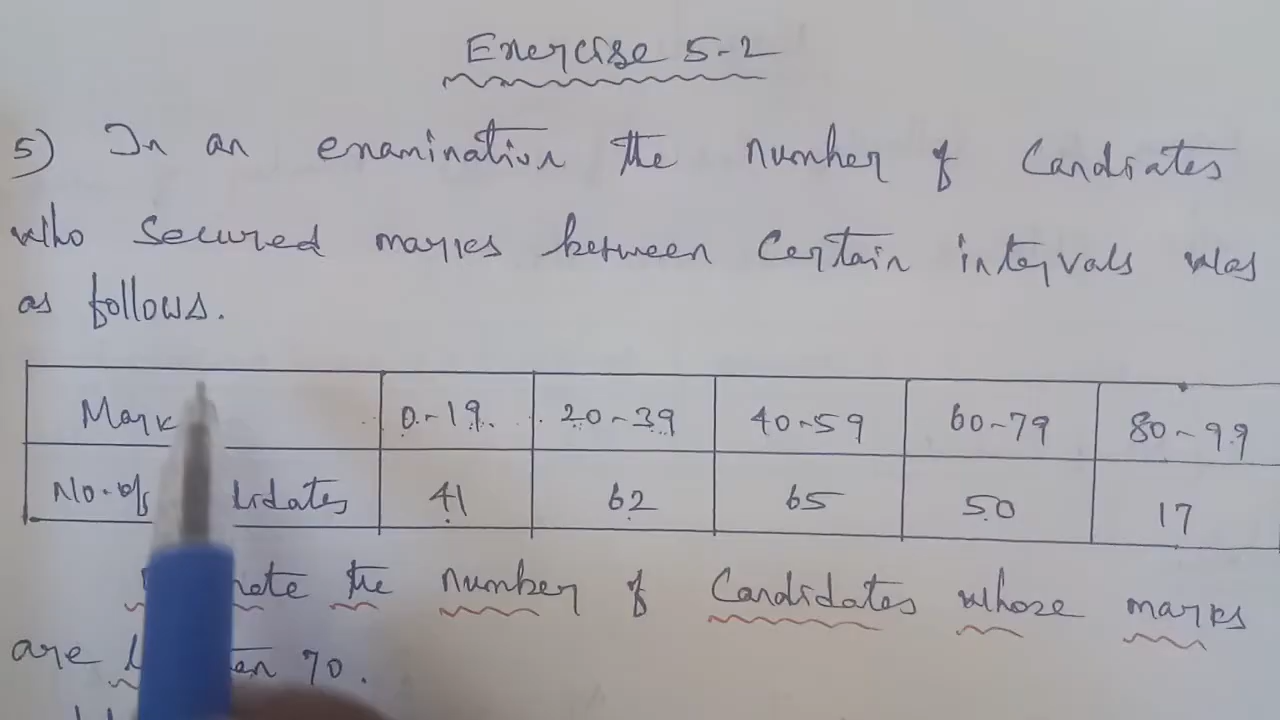 Exercise 5-2
5) In an examination the number of Candiates
who secured marks between Certain intervals was
as follows.
0-19. 20-39 40-59 60-79 80-99
No. of 41 62 65 50 17
the number of Candidates whose marks
are 70.